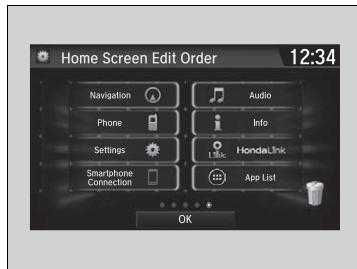 Home Screen Edit Order
12:34
Navigation
Audio
Phone
Info
Settings
Link
HondaLink
Smartphone
Connection
App List
OK